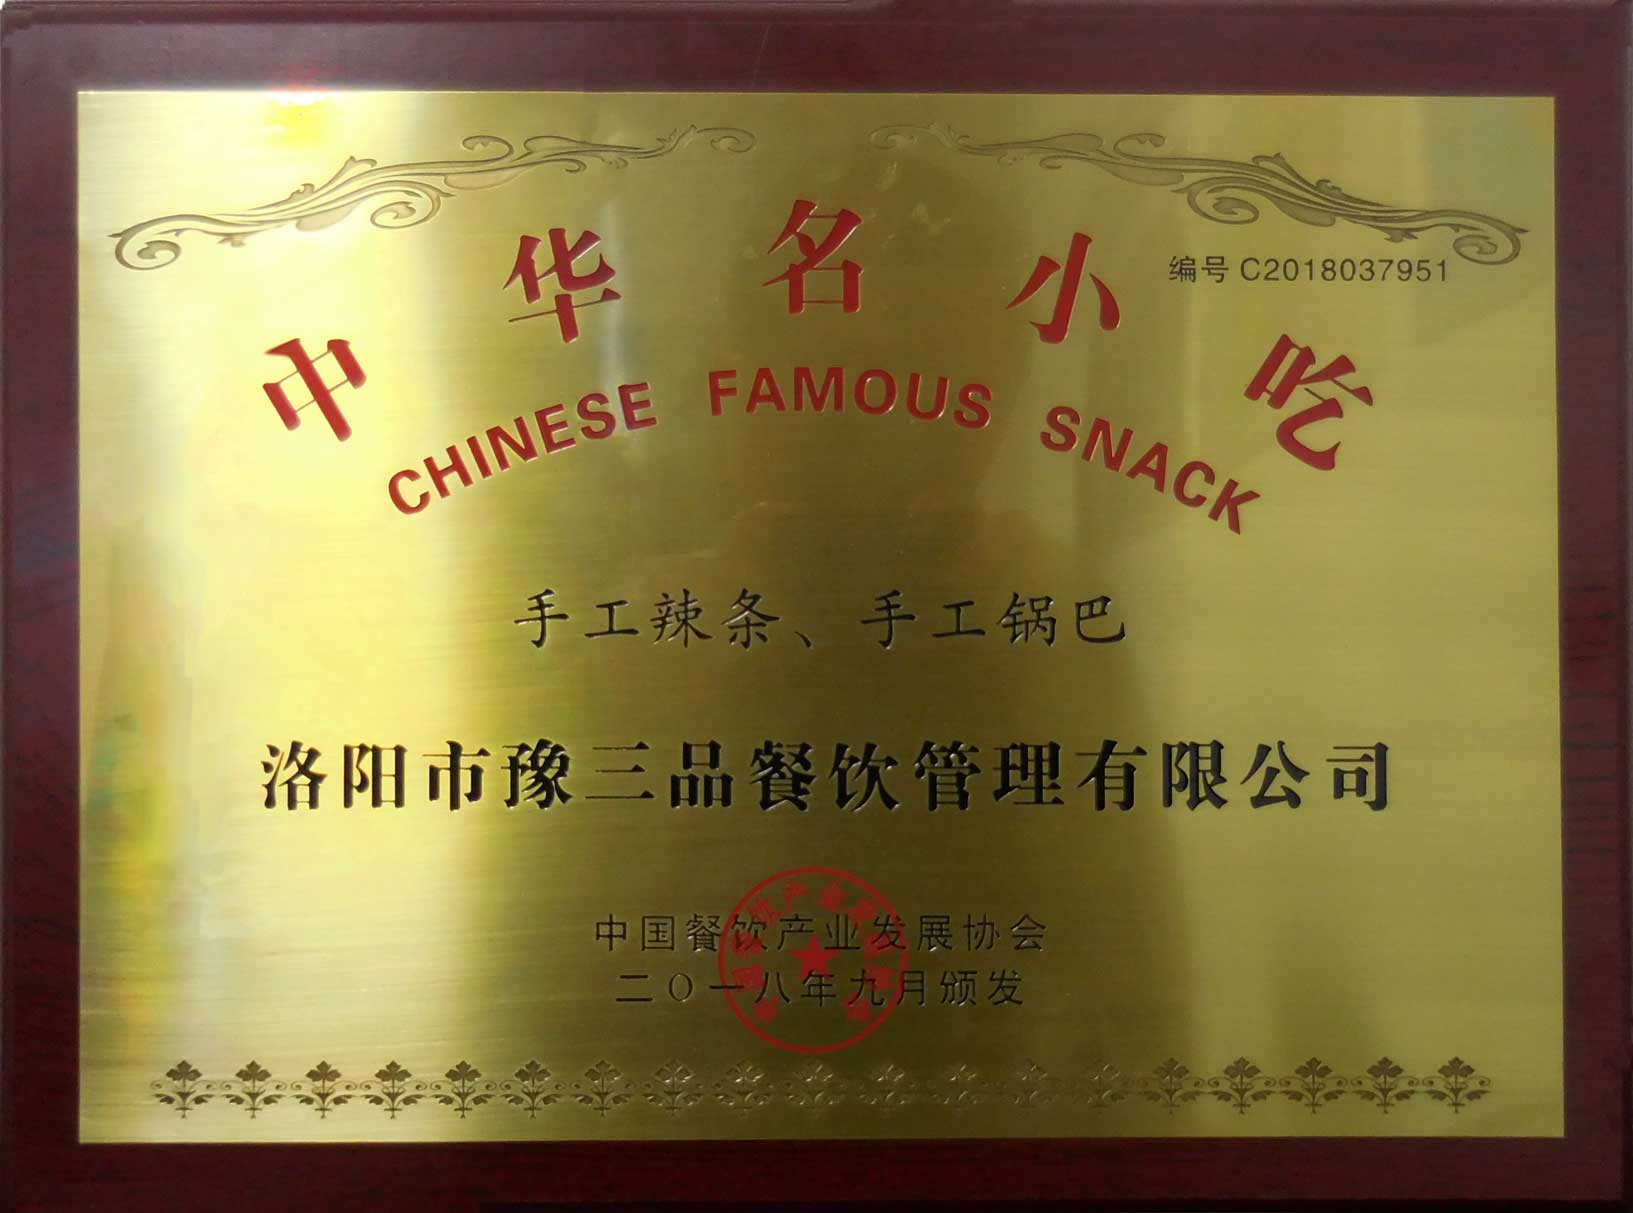 中华名小吃
编号 C2018037951
CHINESE FAMOUS SNACK
手工辣条、手工锅巴
洛阳市豫三品餐饮管理有限公司
中国餐饮产业发展协会
二〇一八年九月颁发